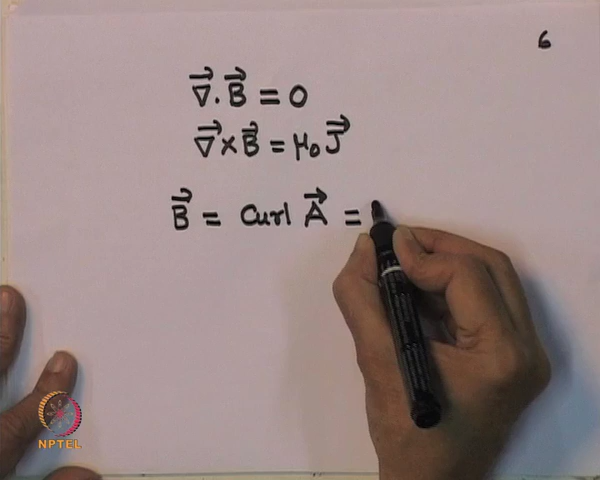 6
∇⃗·B⃗ = 0
∇⃗×B⃗ = μ₀J⃗
B⃗ = Curl A⃗ =
NPTEL